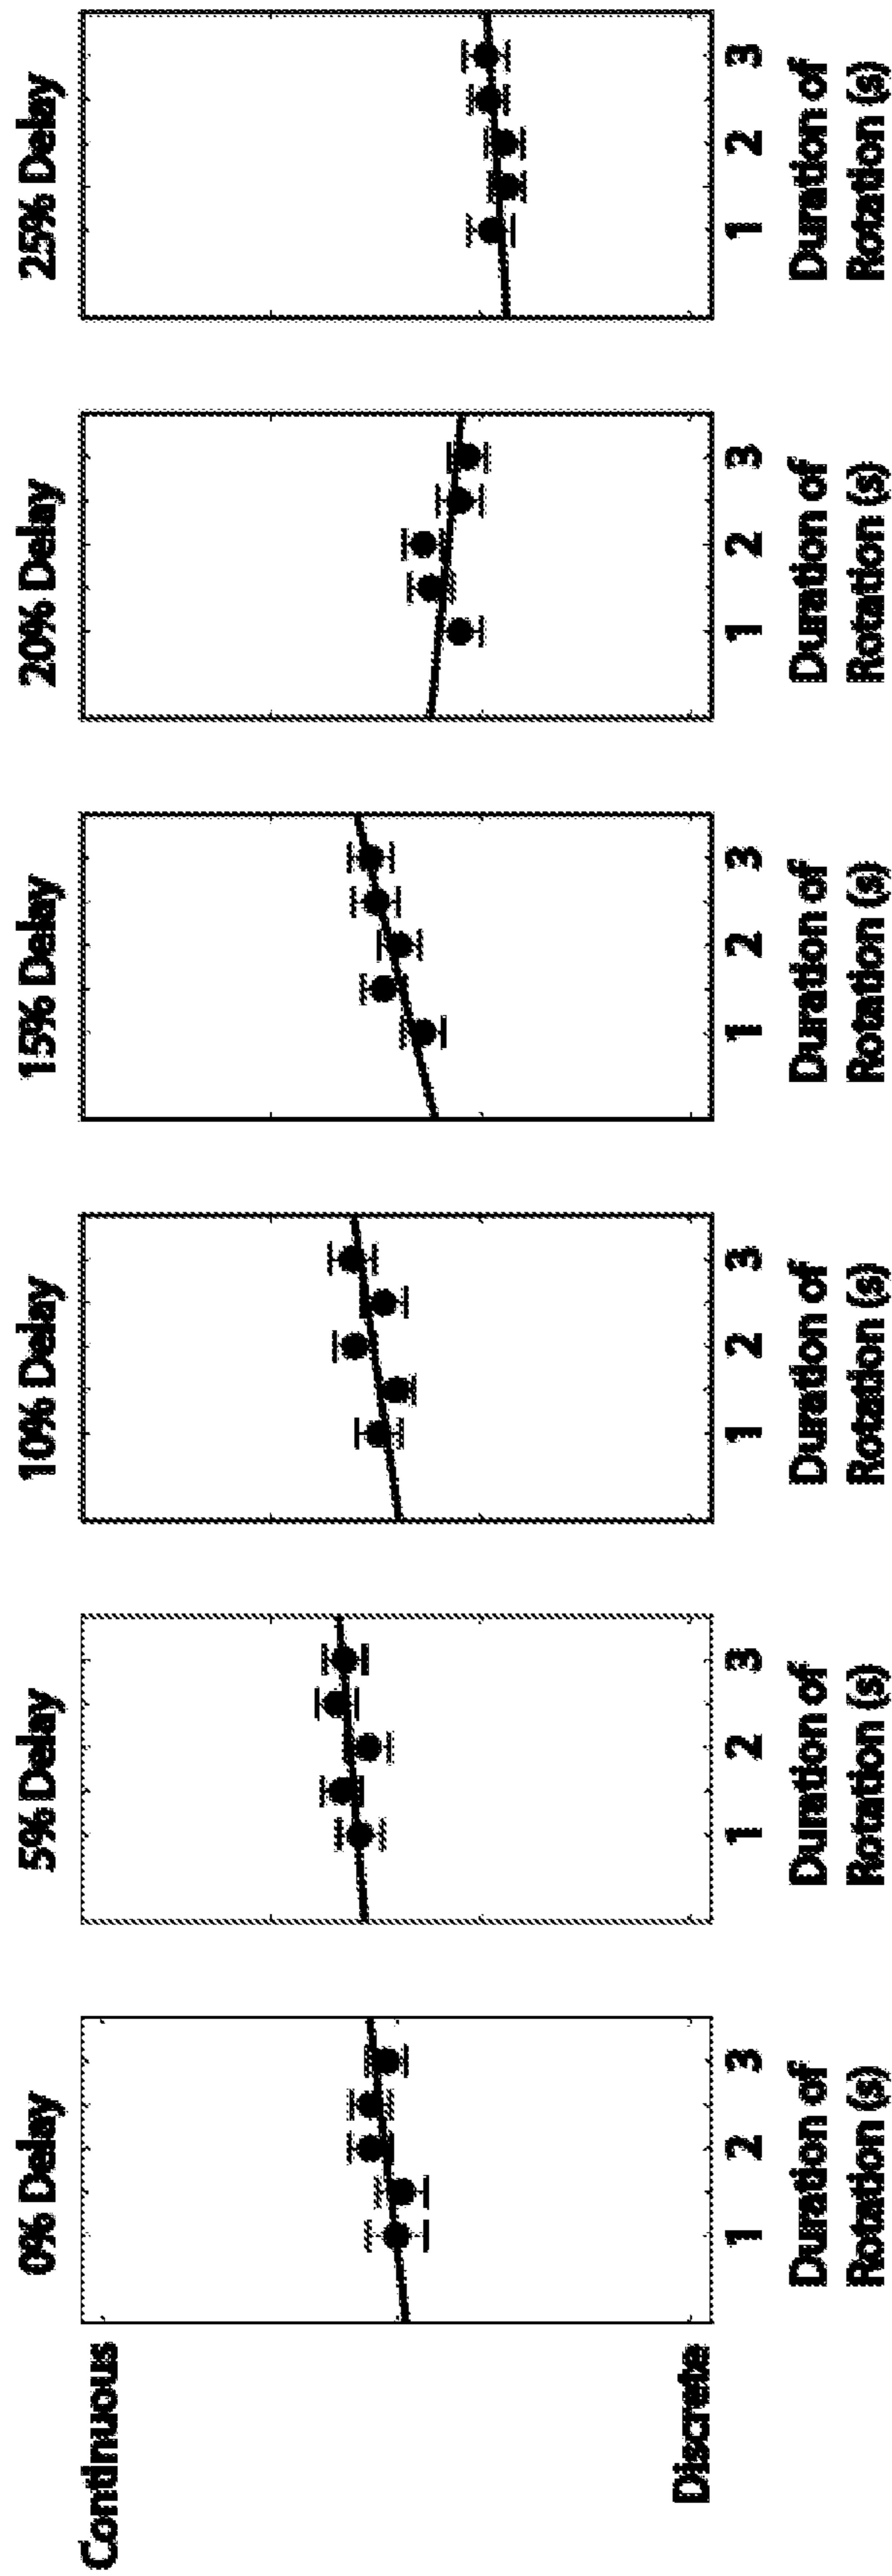 0% Delay
5% Delay
10% Delay
15% Delay
20% Delay
25% Delay
Continuous
Discrete
1 2 3
Duration of
Rotation (s)
1 2 3
Duration of
Rotation (s)
1 2 3
Duration of
Rotation (s)
1 2 3
Duration of
Rotation (s)
1 2 3
Duration of
Rotation (s)
1 2 3
Duration of
Rotation (s)